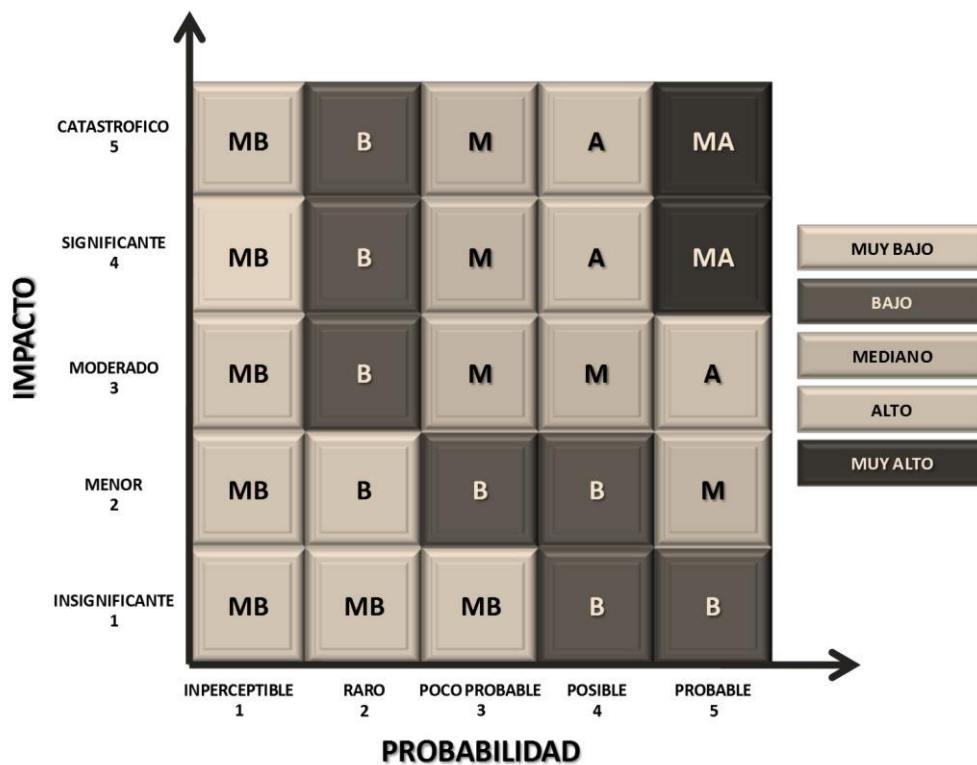 CATASTROFICO
5
MB
B
M
A
MA
SIGNIFICANTE
4
MB
B
M
A
MA
MODERADO
3
MB
B
M
M
A
MENOR
2
MB
B
B
B
M
INSIGNIFICANTE
1
MB
MB
MB
B
B
IMPACTO
INPERCEPTIBLE
1
RARO
2
POCO PROBABLE
3
POSIBLE
4
PROBABLE
5
PROBABILIDAD
MUY BAJO
BAJO
MEDIANO
ALTO
MUY ALTO